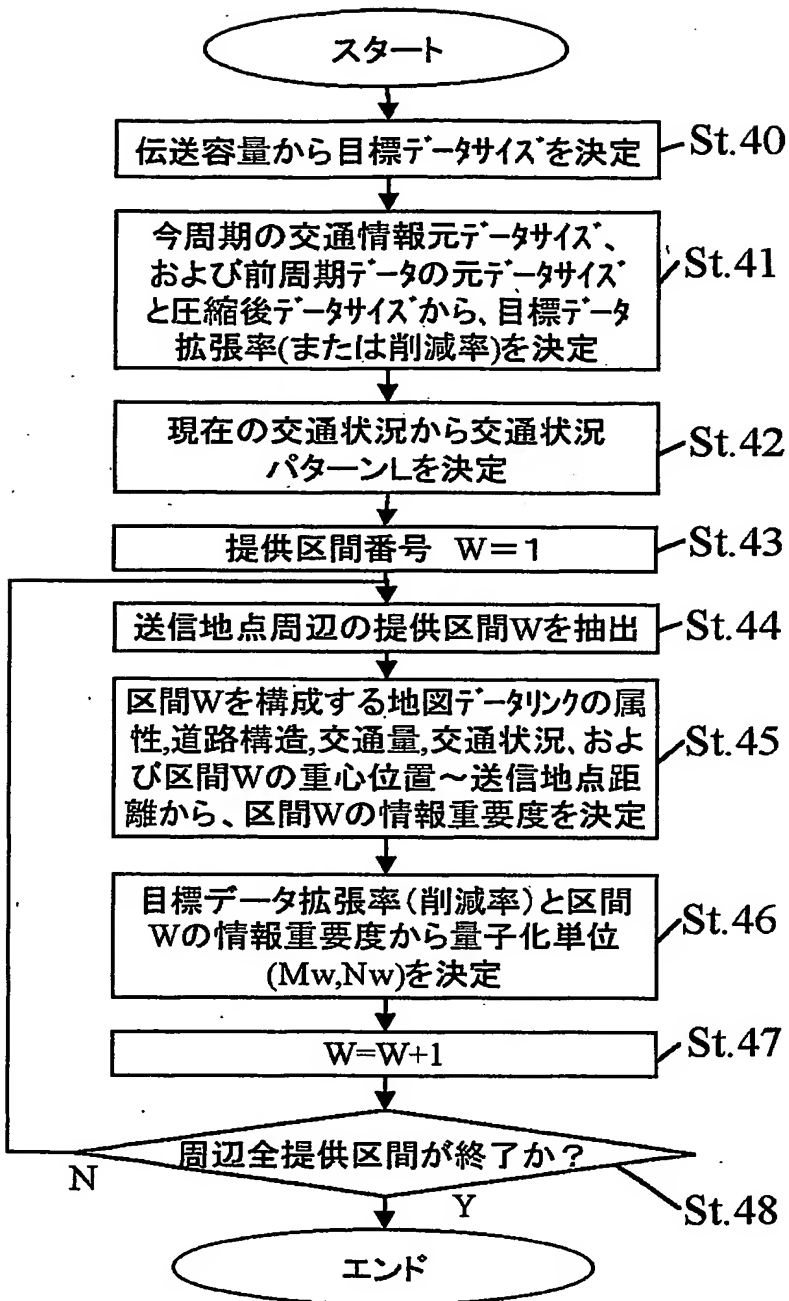 スタート
伝送容量から目標データサイズを決定
St.40
今周期の交通情報元データサイズ、
および前周期データの元データサイズ
と圧縮後データサイズから、目標データ
拡張率(または削減率)を決定
St.41
現在の交通状況から交通状況
パターンLを決定
St.42
提供区間番号 W=1
St.43
送信地点周辺の提供区間Wを抽出
St.44
区間Wを構成する地図データリンクの属
性,道路構造,交通量,交通状況、およ
び区間Wの重心位置~送信地点距
離から、区間Wの情報重要度を決定
St.45
目標データ拡張率(削減率)と区間
Wの情報重要度から量子化単位
(Mw,Nw)を決定
St.46
W=W+1
St.47
周辺全提供区間が終了か?
N
Y
St.48
エンド